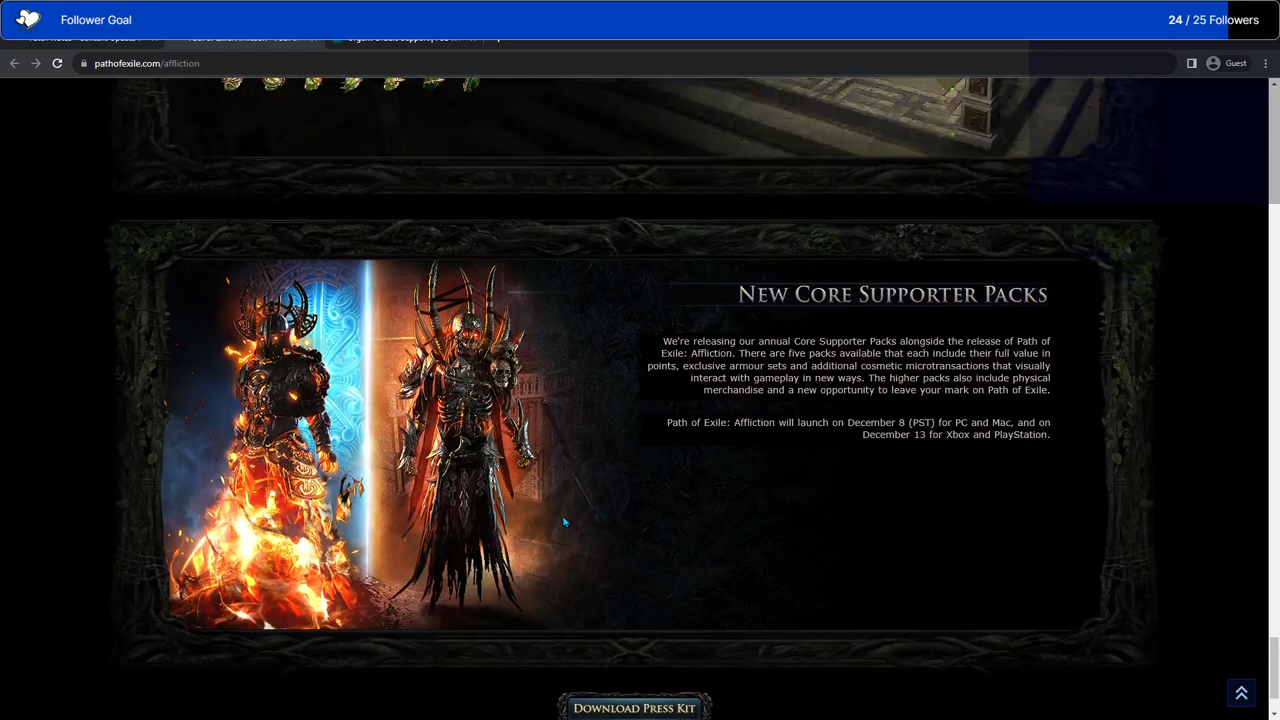 Follower Goal
24 / 25 Followers
pathofexile.com/affliction
Guest
New Core Supporter Packs
We're releasing our annual Core Supporter Packs alongside the release of Path of
Exile: Affliction. There are five packs available that each include their full value in
points, exclusive armour sets and additional cosmetic microtransactions that visually
interact with gameplay in new ways. The higher packs also include physical
merchandise and a new opportunity to leave your mark on Path of Exile.
Path of Exile: Affliction will launch on December 8 (PST) for PC and Mac, and on
December 13 for Xbox and PlayStation.
Download Press Kit